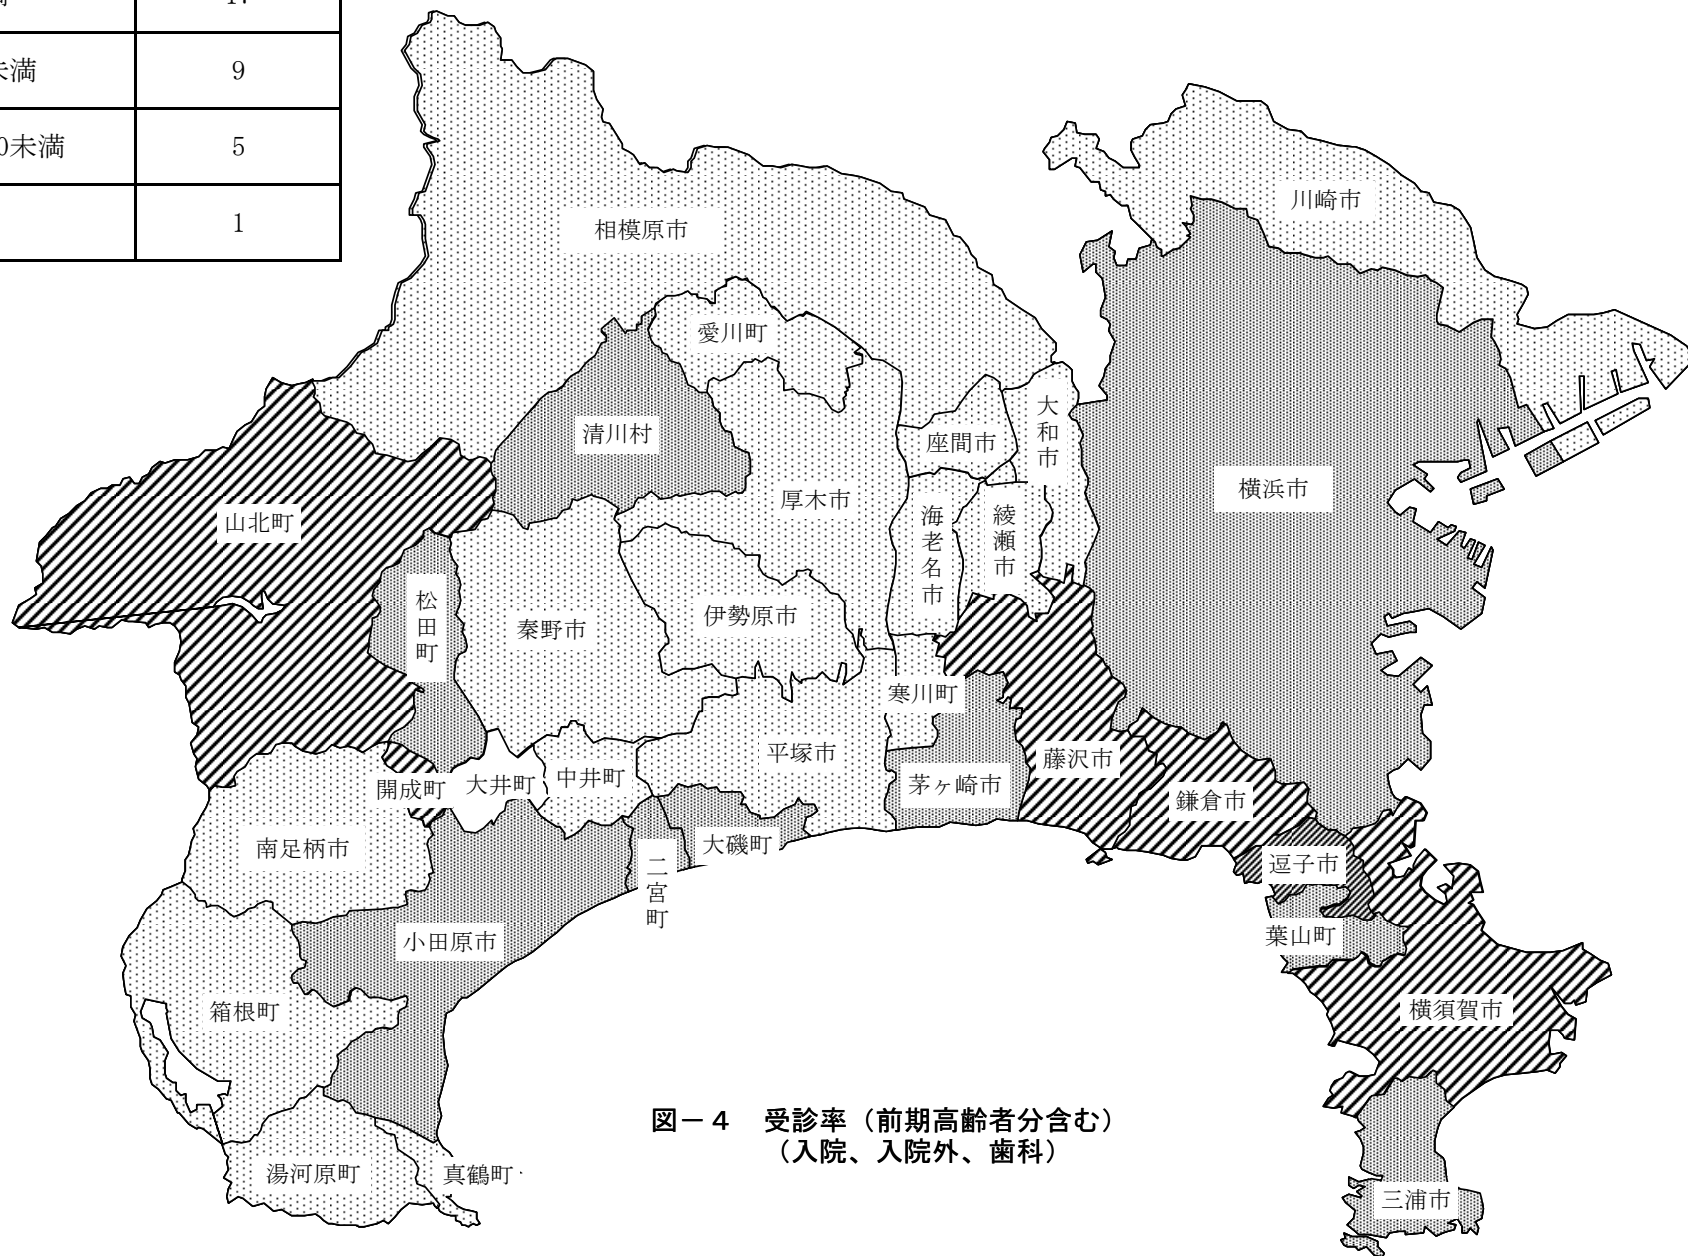 17
未満
9
0未満
5
1
川崎市
相模原市
愛川町
大和市
清川村
座間市
横浜市
厚木市
山北町
海老名市
綾瀬市
松田町
伊勢原市
秦野市
寒川町
平塚市
藤沢市
大井町
中井町
開成町
茅ヶ崎市
鎌倉市
大磯町
南足柄市
逗子市
二宮町
葉山町
小田原市
箱根町
横須賀市
図－４　受診率（前期高齢者分含む）
（入院、入院外、歯科）
湯河原町
真鶴町
三浦市